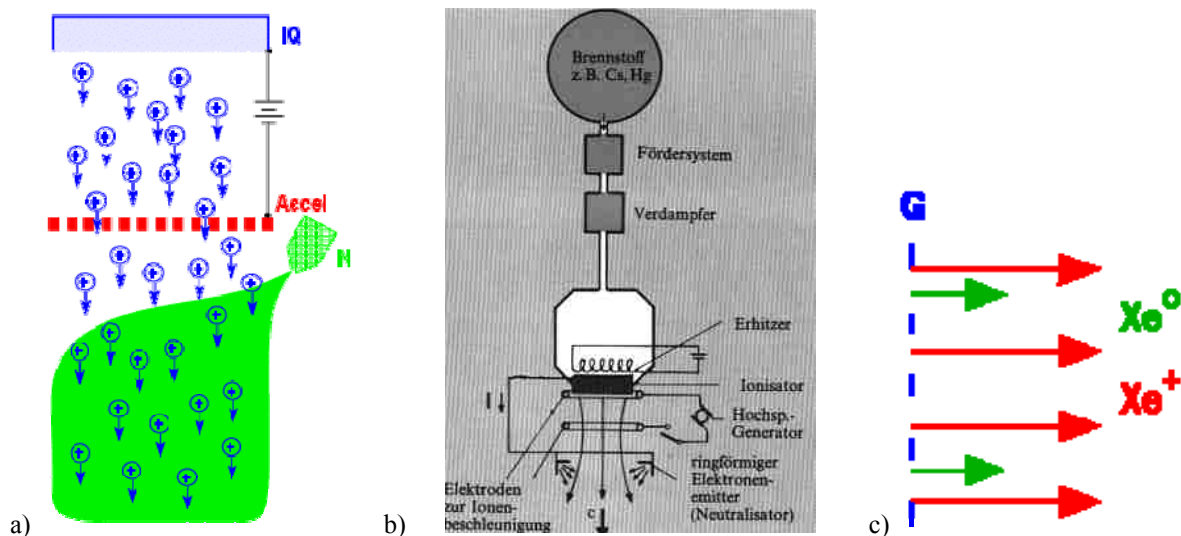 IQ
Accel
N
a)
Brennstoff
z. B. Cs, Hg
Fördersystem
Verdampfer
Erhitzer
Ionisator
I
Hochsp.-
Generator
ringförmiger
Elektronen-
emitter
(Neutralisator)
Elektroden
zur Ionen-
beschleunigung
c
b)
G
Xe⁰
Xe⁺
c)